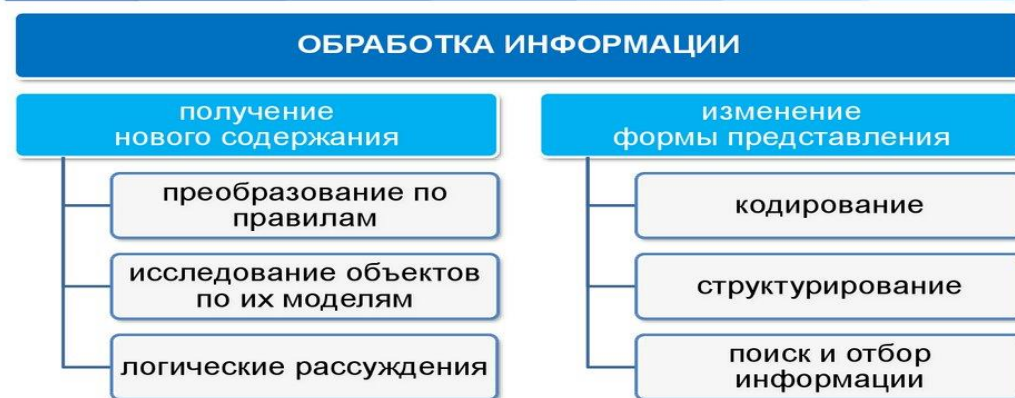 ОБРАБОТКА ИНФОРМАЦИИ
получение
нового содержания
преобразование по
правилам
исследование объектов
по их моделям
логические рассуждения
изменение
формы представления
кодирование
структурирование
поиск и отбор
информации